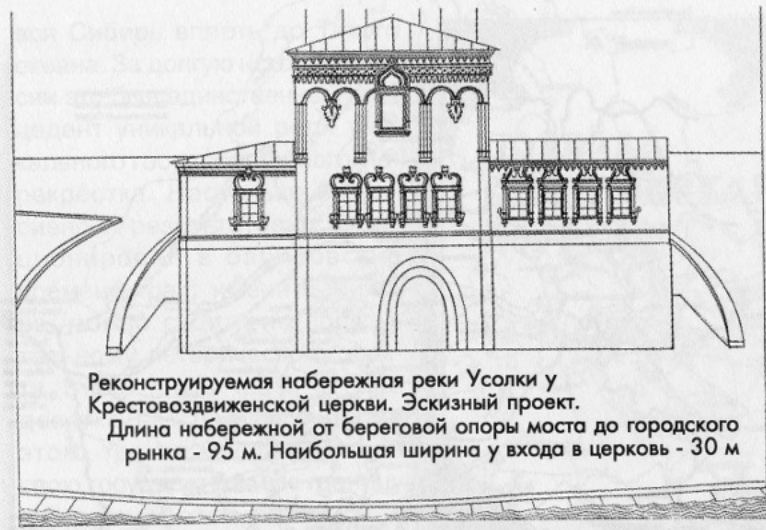 Реконструируемая набережная реки Усолки у
Крестовоздвиженской церкви. Эскизный проект.
Длина набережной от береговой опоры моста до городского
рынка - 95 м. Наибольшая ширина у входа в церковь - 30 м